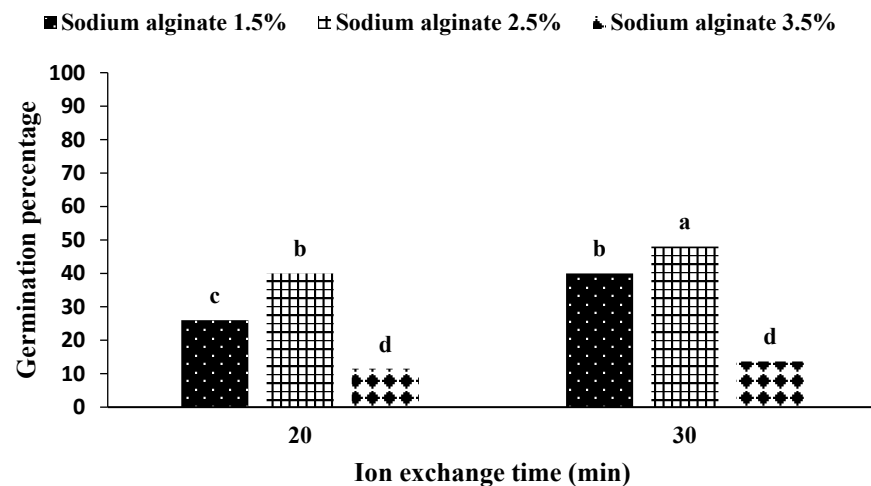 Sodium alginate 1.5% Sodium alginate 2.5% Sodium alginate 3.5%
Germination percentage
100
90
80
70
60
50
40
30
20
10
0
c
b
d
b
a
d
20
30
Ion exchange time (min)